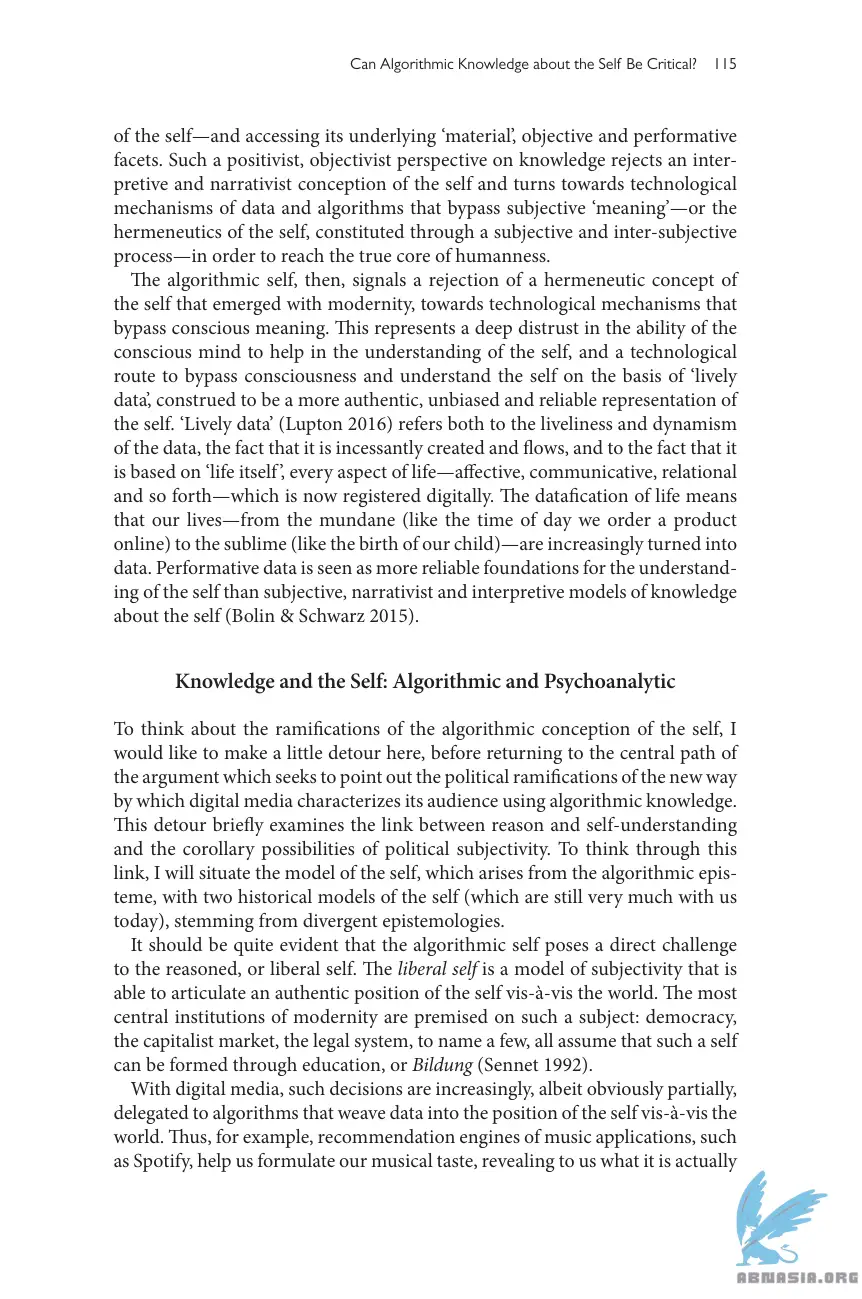 Can Algorithmic Knowledge about the Self Be Critical? 115
of the self—and accessing its underlying ‘material’, objective and performative
facets. Such a positivist, objectivist perspective on knowledge rejects an inter-
pretive and narrativist conception of the self and turns towards technological
mechanisms of data and algorithms that bypass subjective ‘meaning’—or the
hermeneutics of the self, constituted through a subjective and inter-subjective
process—in order to reach the true core of humanness.
The algorithmic self, then, signals a rejection of a hermeneutic concept of
the self that emerged with modernity, towards technological mechanisms that
bypass conscious meaning. This represents a deep distrust in the ability of the
conscious mind to help in the understanding of the self, and a technological
route to bypass consciousness and understand the self on the basis of ‘lively
data’, construed to be a more authentic, unbiased and reliable representation of
the self. ‘Lively data’ (Lupton 2016) refers both to the liveliness and dynamism
of the data, the fact that it is incessantly created and flows, and to the fact that it
is based on ‘life itself’, every aspect of life—affective, communicative, relational
and so forth—which is now registered digitally. The datafication of life means
that our lives—from the mundane (like the time of day we order a product
online) to the sublime (like the birth of our child)—are increasingly turned into
data. Performative data is seen as more reliable foundations for the understand-
ing of the self than subjective, narrativist and interpretive models of knowledge
about the self (Bolin & Schwarz 2015).
Knowledge and the Self: Algorithmic and Psychoanalytic
To think about the ramifications of the algorithmic conception of the self, I
would like to make a little detour here, before returning to the central path of
the argument which seeks to point out the political ramifications of the new way
by which digital media characterizes its audience using algorithmic knowledge.
This detour briefly examines the link between reason and self-understanding
and the corollary possibilities of political subjectivity. To think through this
link, I will situate the model of the self, which arises from the algorithmic epis-
teme, with two historical models of the self (which are still very much with us
today), stemming from divergent epistemologies.
It should be quite evident that the algorithmic self poses a direct challenge
to the reasoned, or liberal self. The liberal self is a model of subjectivity that is
able to articulate an authentic position of the self vis-à-vis the world. The most
central institutions of modernity are premised on such a subject: democracy,
the capitalist market, the legal system, to name a few, all assume that such a self
can be formed through education, or Bildung (Sennet 1992).
With digital media, such decisions are increasingly, albeit obviously partially,
delegated to algorithms that weave data into the position of the self vis-à-vis the
world. Thus, for example, recommendation engines of music applications, such
as Spotify, help us formulate our musical taste, revealing to us what it is actually
ABNASIA.ORG